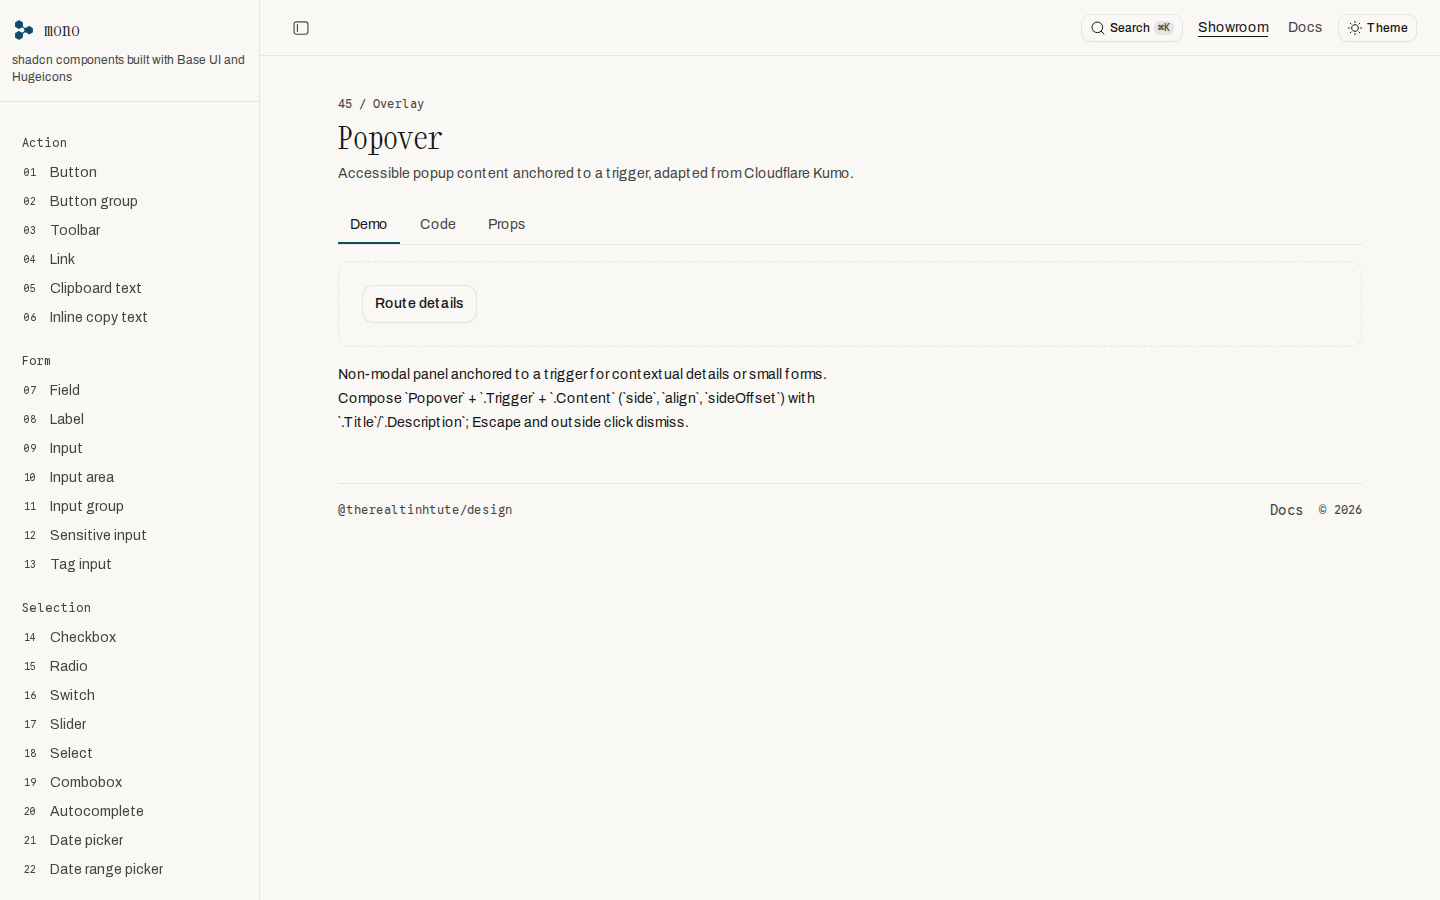 mono
shadcn components built with Base UI and
Hugeicons
Action
01 Button
02 Button group
03 Toolbar
04 Link
05 Clipboard text
06 Inline copy text
Form
07 Field
08 Label
09 Input
10 Input area
11 Input group
12 Sensitive input
13 Tag input
Selection
14 Checkbox
15 Radio
16 Switch
17 Slider
18 Select
19 Combobox
20 Autocomplete
21 Date picker
22 Date range picker
Search ⌘K Showroom Docs Theme
45 / Overlay
Popover
Accessible popup content anchored to a trigger, adapted from Cloudflare Kumo.
Demo Code Props
Route details
Non-modal panel anchored to a trigger for contextual details or small forms.
Compose `Popover` + `.Trigger` + `.Content` (`side`, `align`, `sideOffset`) with
`.Title`/`.Description`; Escape and outside click dismiss.
@therealtinhtute/design Docs © 2026